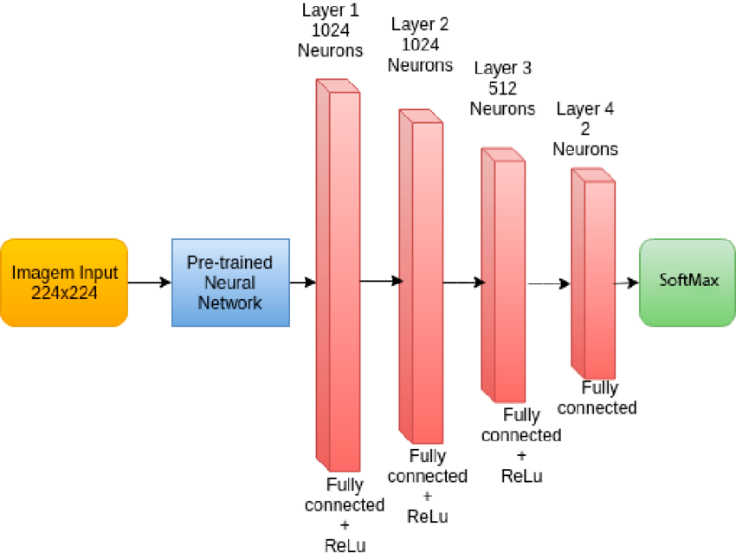 Layer 1
1024
Neurons
Layer 2
1024
Neurons
Layer 3
512
Neurons
Layer 4
2
Neurons
Imagem Input
224x224
Pre-trained
Neural
Network
SoftMax
Fully
connected
+
ReLu
Fully
connected
+
ReLu
Fully
connected
+
ReLu
Fully
connected